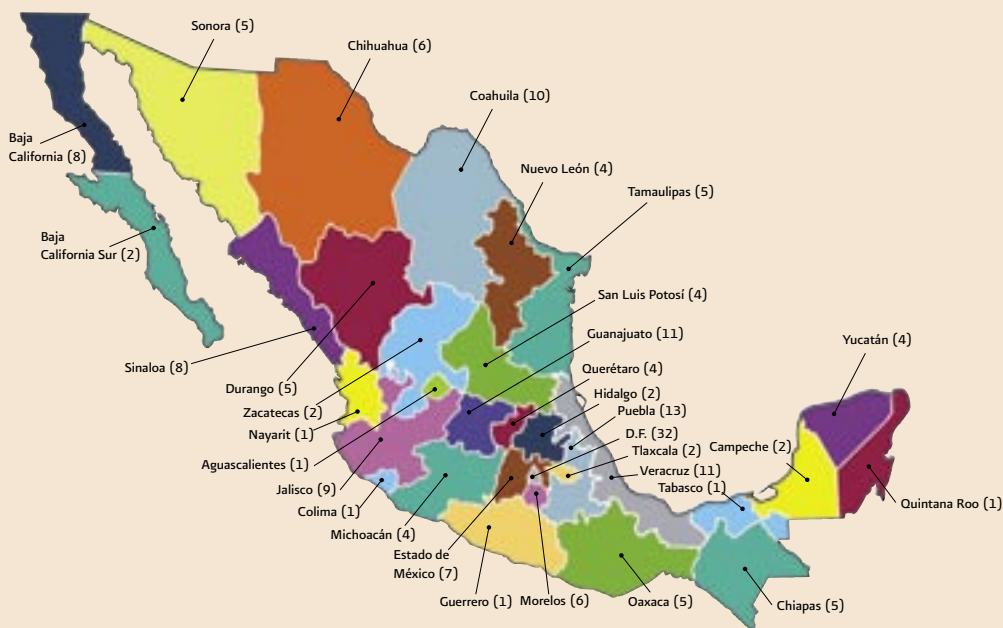 Sonora (5)
Chihuahua (6)
Coahuila (10)
Baja
California (8)
Nuevo León (4)
Tamaulipas (5)
Baja
California Sur (2)
San Luis Potosí (4)
Guanajuato (11)
Yucatán (4)
Sinaloa (8)
Querétaro (4)
Durango (5)
Hidalgo (2)
Zacatecas (2)
Puebla (13)
Nayarit (1)
D.F. (32)
Campeche (2)
Tlaxcala (2)
Aguascalientes (1)
Veracruz (11)
Jalisco (9)
Tabasco (1)
Quintana Roo (1)
Colima (1)
Michoacán (4)
Estado de
México (7)
Guerrero (1)
Morelos (6)
Oaxaca (5)
Chiapas (5)